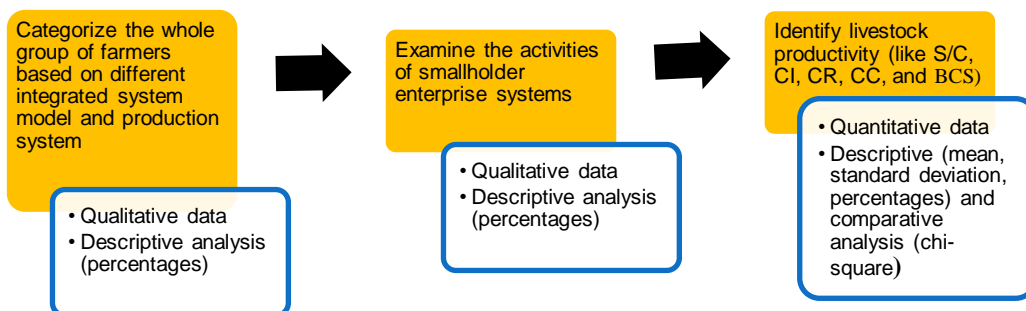 Categorize the whole
group of farmers
based on different
integrated system
model and production
system
• Qualitative data
• Descriptive analysis
(percentages)
Examine the activities
of smallholder
enterprise systems
• Qualitative data
• Descriptive analysis
(percentages)
Identify livestock
productivity (like S/C,
CI, CR, CC, and BCS)
• Quantitative data
• Descriptive (mean,
standard deviation,
percentages) and
comparative
analysis (chi-
square)